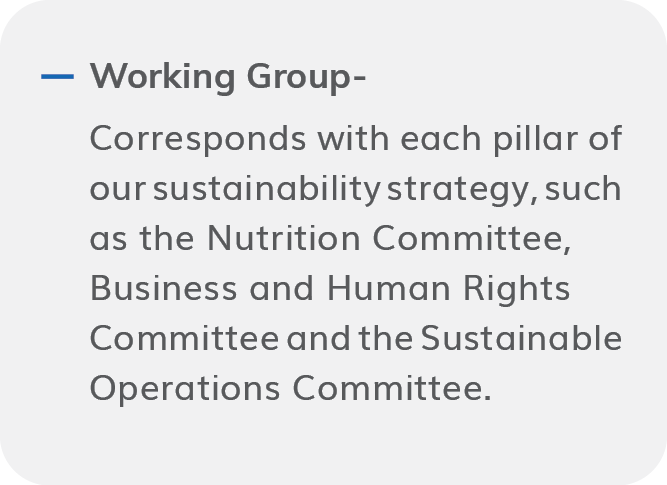 Working Group-
Corresponds with each pillar of
our sustainability strategy, such
as the Nutrition Committee,
Business and Human Rights
Committee and the Sustainable
Operations Committee.